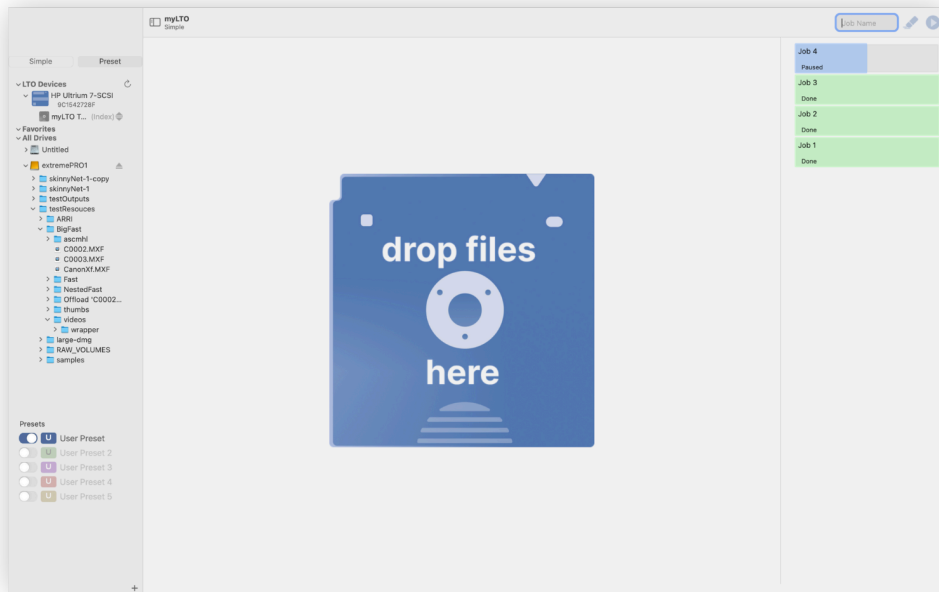 myLTO
Simple
Job Name
Simple
Preset
LTO Devices
HP Ultrium 7-SCSI
9C1542728F
myLTO T... (Index)
Favorites
All Drives
Untitled
extremePRO1
skinnyNet-1-copy
skinnyNet-1
testOutputs
testResouces
ARRI
BigFast
ascmhl
C0002.MXF
C0003.MXF
CanonXf.MXF
Fast
NestedFast
Offload 'C0002...
thumbs
videos
wrapper
large-dmg
RAW_VOLUMES
samples
Presets
U User Preset
U User Preset 2
U User Preset 3
U User Preset 4
U User Preset 5
drop files
here
Job 4
Paused
Job 3
Done
Job 2
Done
Job 1
Done